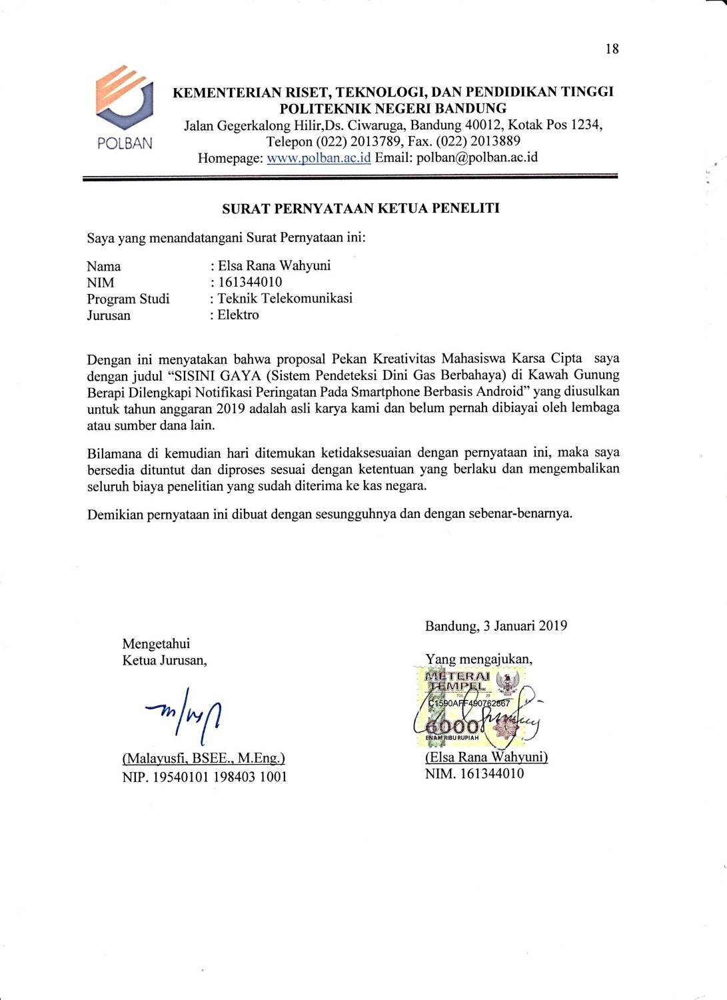 18
KEMENTERIAN RISET, TEKNOLOGI, DAN PENDIDIKAN TINGGI
POLITEKNIK NEGERI BANDUNG
Jalan Gegerkalong Hilir,Ds. Ciwaruga, Bandung 40012, Kotak Pos 1234,
Telepon (022) 2013789, Fax. (022) 2013889
Homepage: www.polban.ac.id Email: polban@polban.ac.id
POLBAN
SURAT PERNYATAAN KETUA PENELITI
Saya yang menandatangani Surat Pernyataan ini:
Nama : Elsa Rana Wahyuni
NIM : 161344010
Program Studi : Teknik Telekomunikasi
Jurusan : Elektro
Dengan ini menyatakan bahwa proposal Pekan Kreativitas Mahasiswa Karsa Cipta saya
dengan judul “SISINI GAYA (Sistem Pendeteksi Dini Gas Berbahaya) di Kawah Gunung
Berapi Dilengkapi Notifikasi Peringatan Pada Smartphone Berbasis Android” yang diusulkan
untuk tahun anggaran 2019 adalah asli karya kami dan belum pernah dibiayai oleh lembaga
atau sumber dana lain.
Bilamana di kemudian hari ditemukan ketidaksesuaian dengan pernyataan ini, maka saya
bersedia dituntut dan diproses sesuai dengan ketentuan yang berlaku dan mengembalikan
seluruh biaya penelitian yang sudah diterima ke kas negara.
Demikian pernyataan ini dibuat dengan sesungguhnya dan dengan sebenar-benarnya.
Bandung, 3 Januari 2019
Mengetahui
Ketua Jurusan,
(Malayusfi, BSEE., M.Eng.)
NIP. 19540101 198403 1001
Yang mengajukan,
METERAI
TEMPEL
TGL 20
C1590AFF490762867
6000
ENAM RIBU RUPIAH
(Elsa Rana Wahyuni)
NIM. 161344010